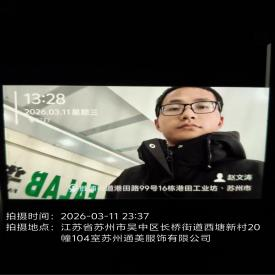 13:28
2026.03.11 星期三
赵文涛
道港田路99号16栋港田工业坊、苏州市
拍摄时间：2026-03-11 23:37
拍摄地点：江苏省苏州市吴中区长桥街道西塘新村20
幢104室苏州通美服饰有限公司